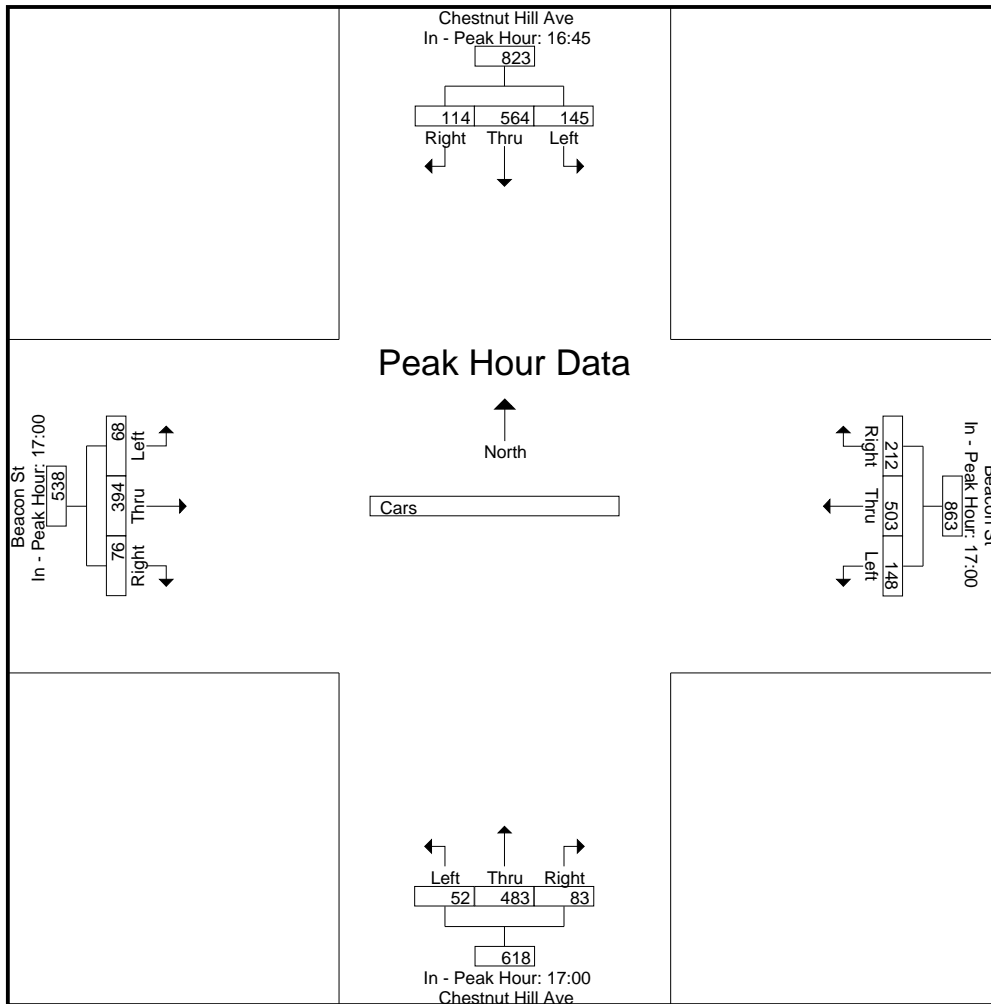 Chestnut Hill Ave
In - Peak Hour: 16:45
823
114 564 145
Right Thru Left
Peak Hour Data
North
Cars
Beacon St
In - Peak Hour: 17:00
538
68 394 76
Left Thru Right
Beacon St
In - Peak Hour: 17:00
863
212 503 148
Right Thru Left
Left Thru Right
52 483 83
618
In - Peak Hour: 17:00
Chestnut Hill Ave